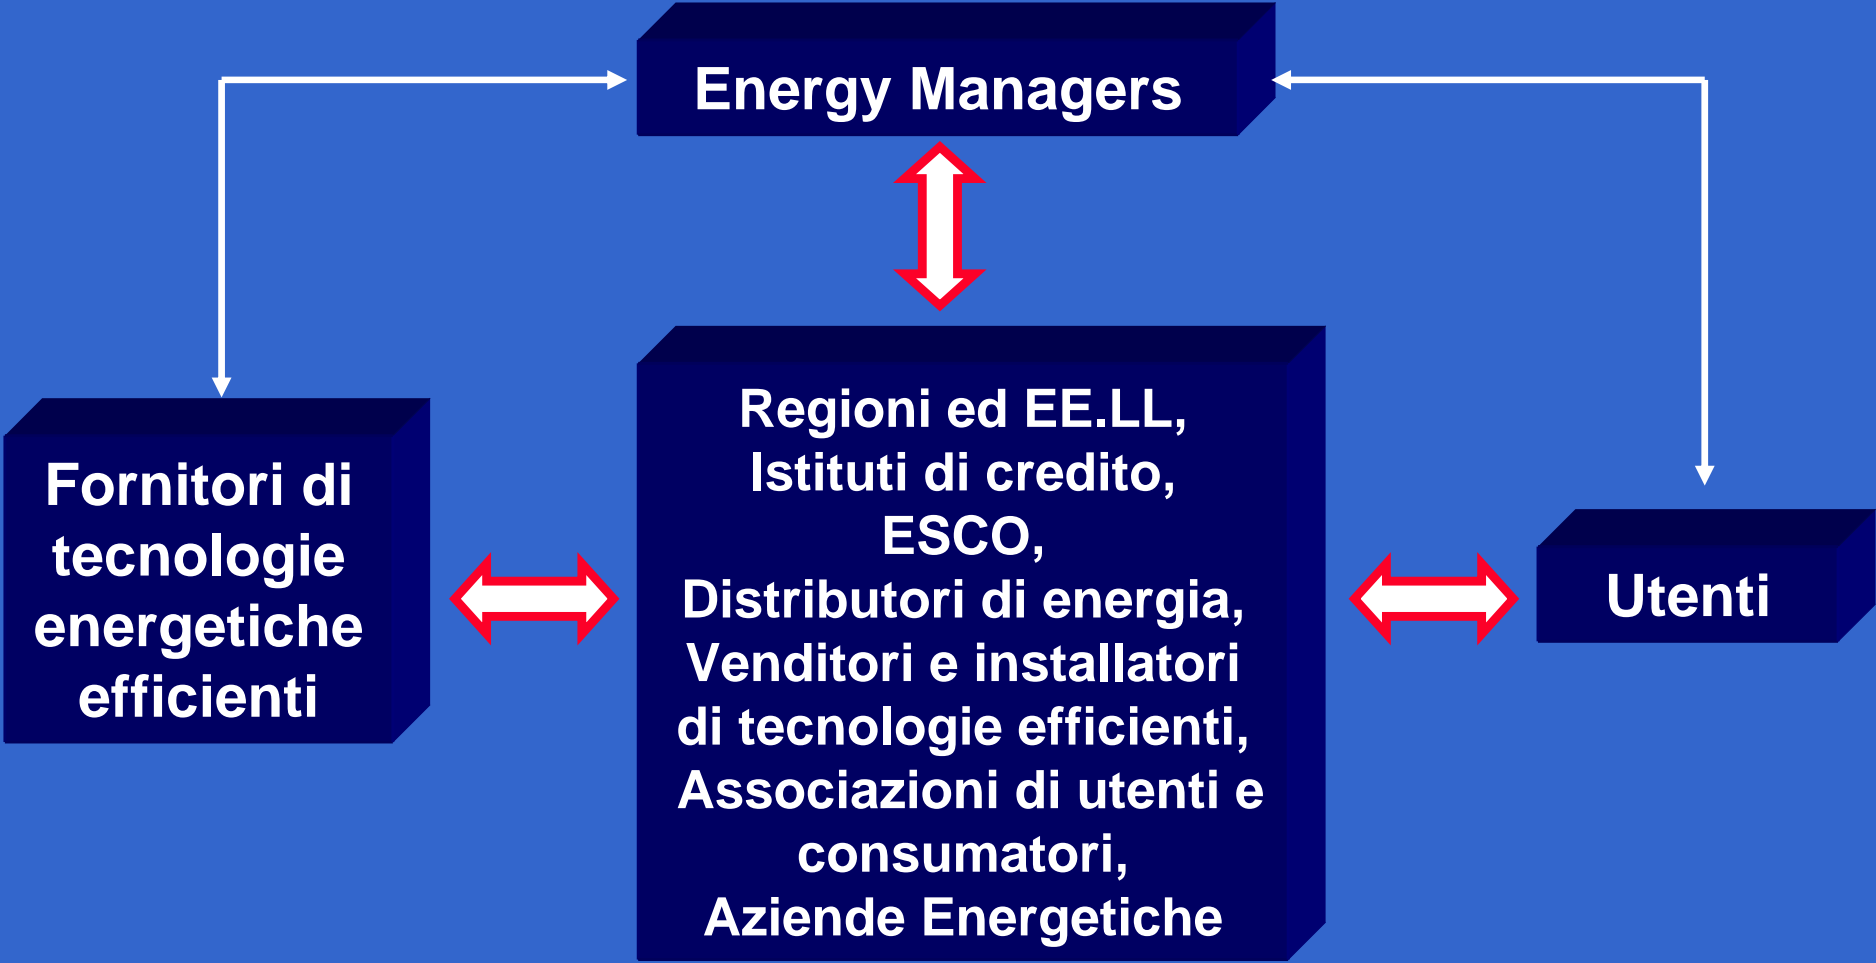 Energy Managers
Fornitori di
tecnologie
energetiche
efficienti
Regioni ed EE.LL,
Istituti di credito,
ESCO,
Distributori di energia,
Venditori e installatori
di tecnologie efficienti,
Associazioni di utenti e
consumatori,
Aziende Energetiche
Utenti